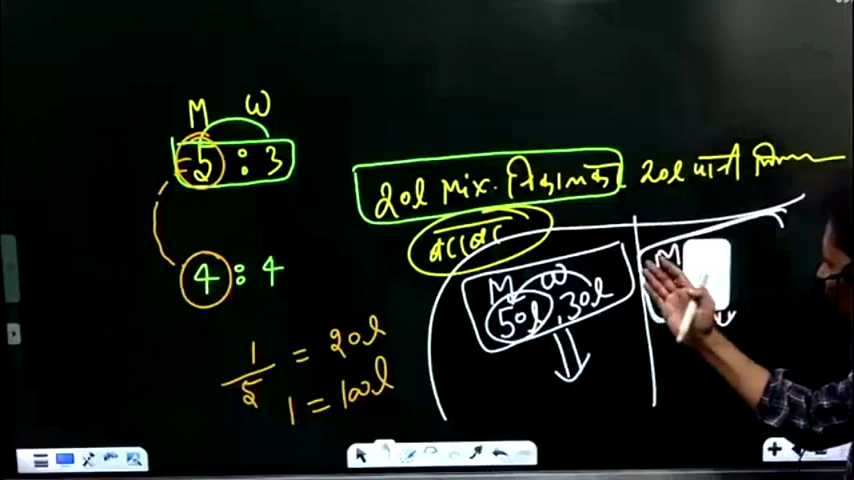 M W
5 : 3
20l mix. निकालकर 20l पानी मिलाया
बराबर
4 : 4
M W
50l, 30l
M
1/5 = 20l
1 = 100l